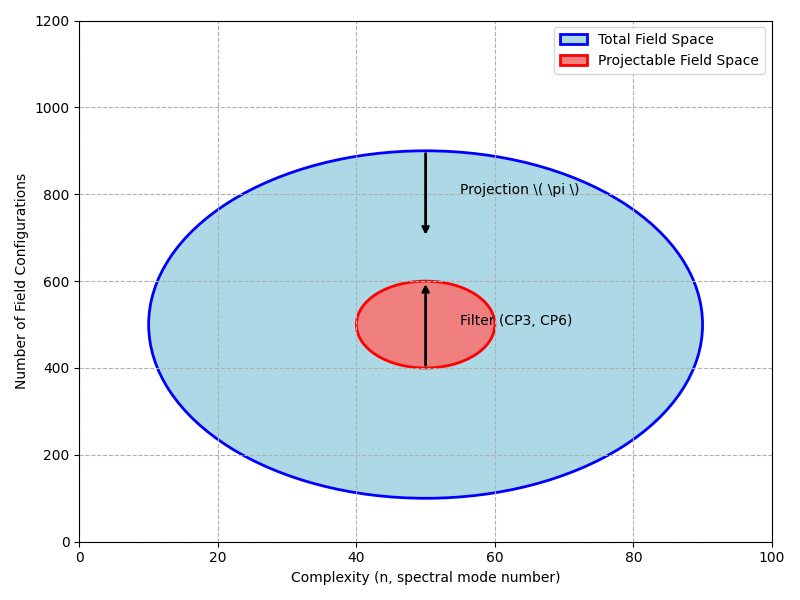 1200
1000
800
600
400
200
0
Number of Field Configurations
Total Field Space
Projectable Field Space
Projection \( \pi \)
Filter (CP3, CP6)
0 20 40 60 80 100
Complexity (n, spectral mode number)